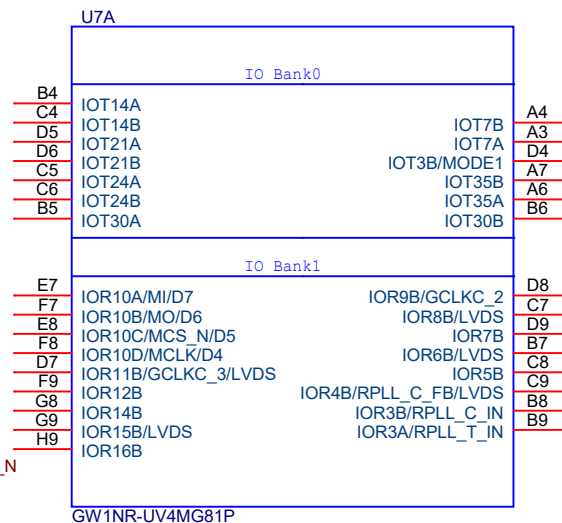 U7A
IO Bank0
B4 IOT14A
C4 IOT14B
D5 IOT21A
D6 IOT21B
C5 IOT24A
C6 IOT24B
B5 IOT30A
IOT7B A4
IOT7A A3
IOT3B/MODE1 D4
IOT35B A7
IOT35A A6
IOT30B B6
IO Bank1
E7 IOR10A/MI/D7
F7 IOR10B/MO/D6
E8 IOR10C/MCS_N/D5
F8 IOR10D/MCLK/D4
D7 IOR11B/GCLKC_3/LVDS
F9 IOR12B
G8 IOR14B
G9 IOR15B/LVDS
H9 IOR16B
IOR9B/GCLKC_2 D8
IOR8B/LVDS C7
IOR7B D9
IOR6B/LVDS B7
IOR5B C8
IOR4B/RPLL_C_FB/LVDS C9
IOR3B/RPLL_C_IN B8
IOR3A/RPLL_T_IN B9
_N
GW1NR-UV4MG81P